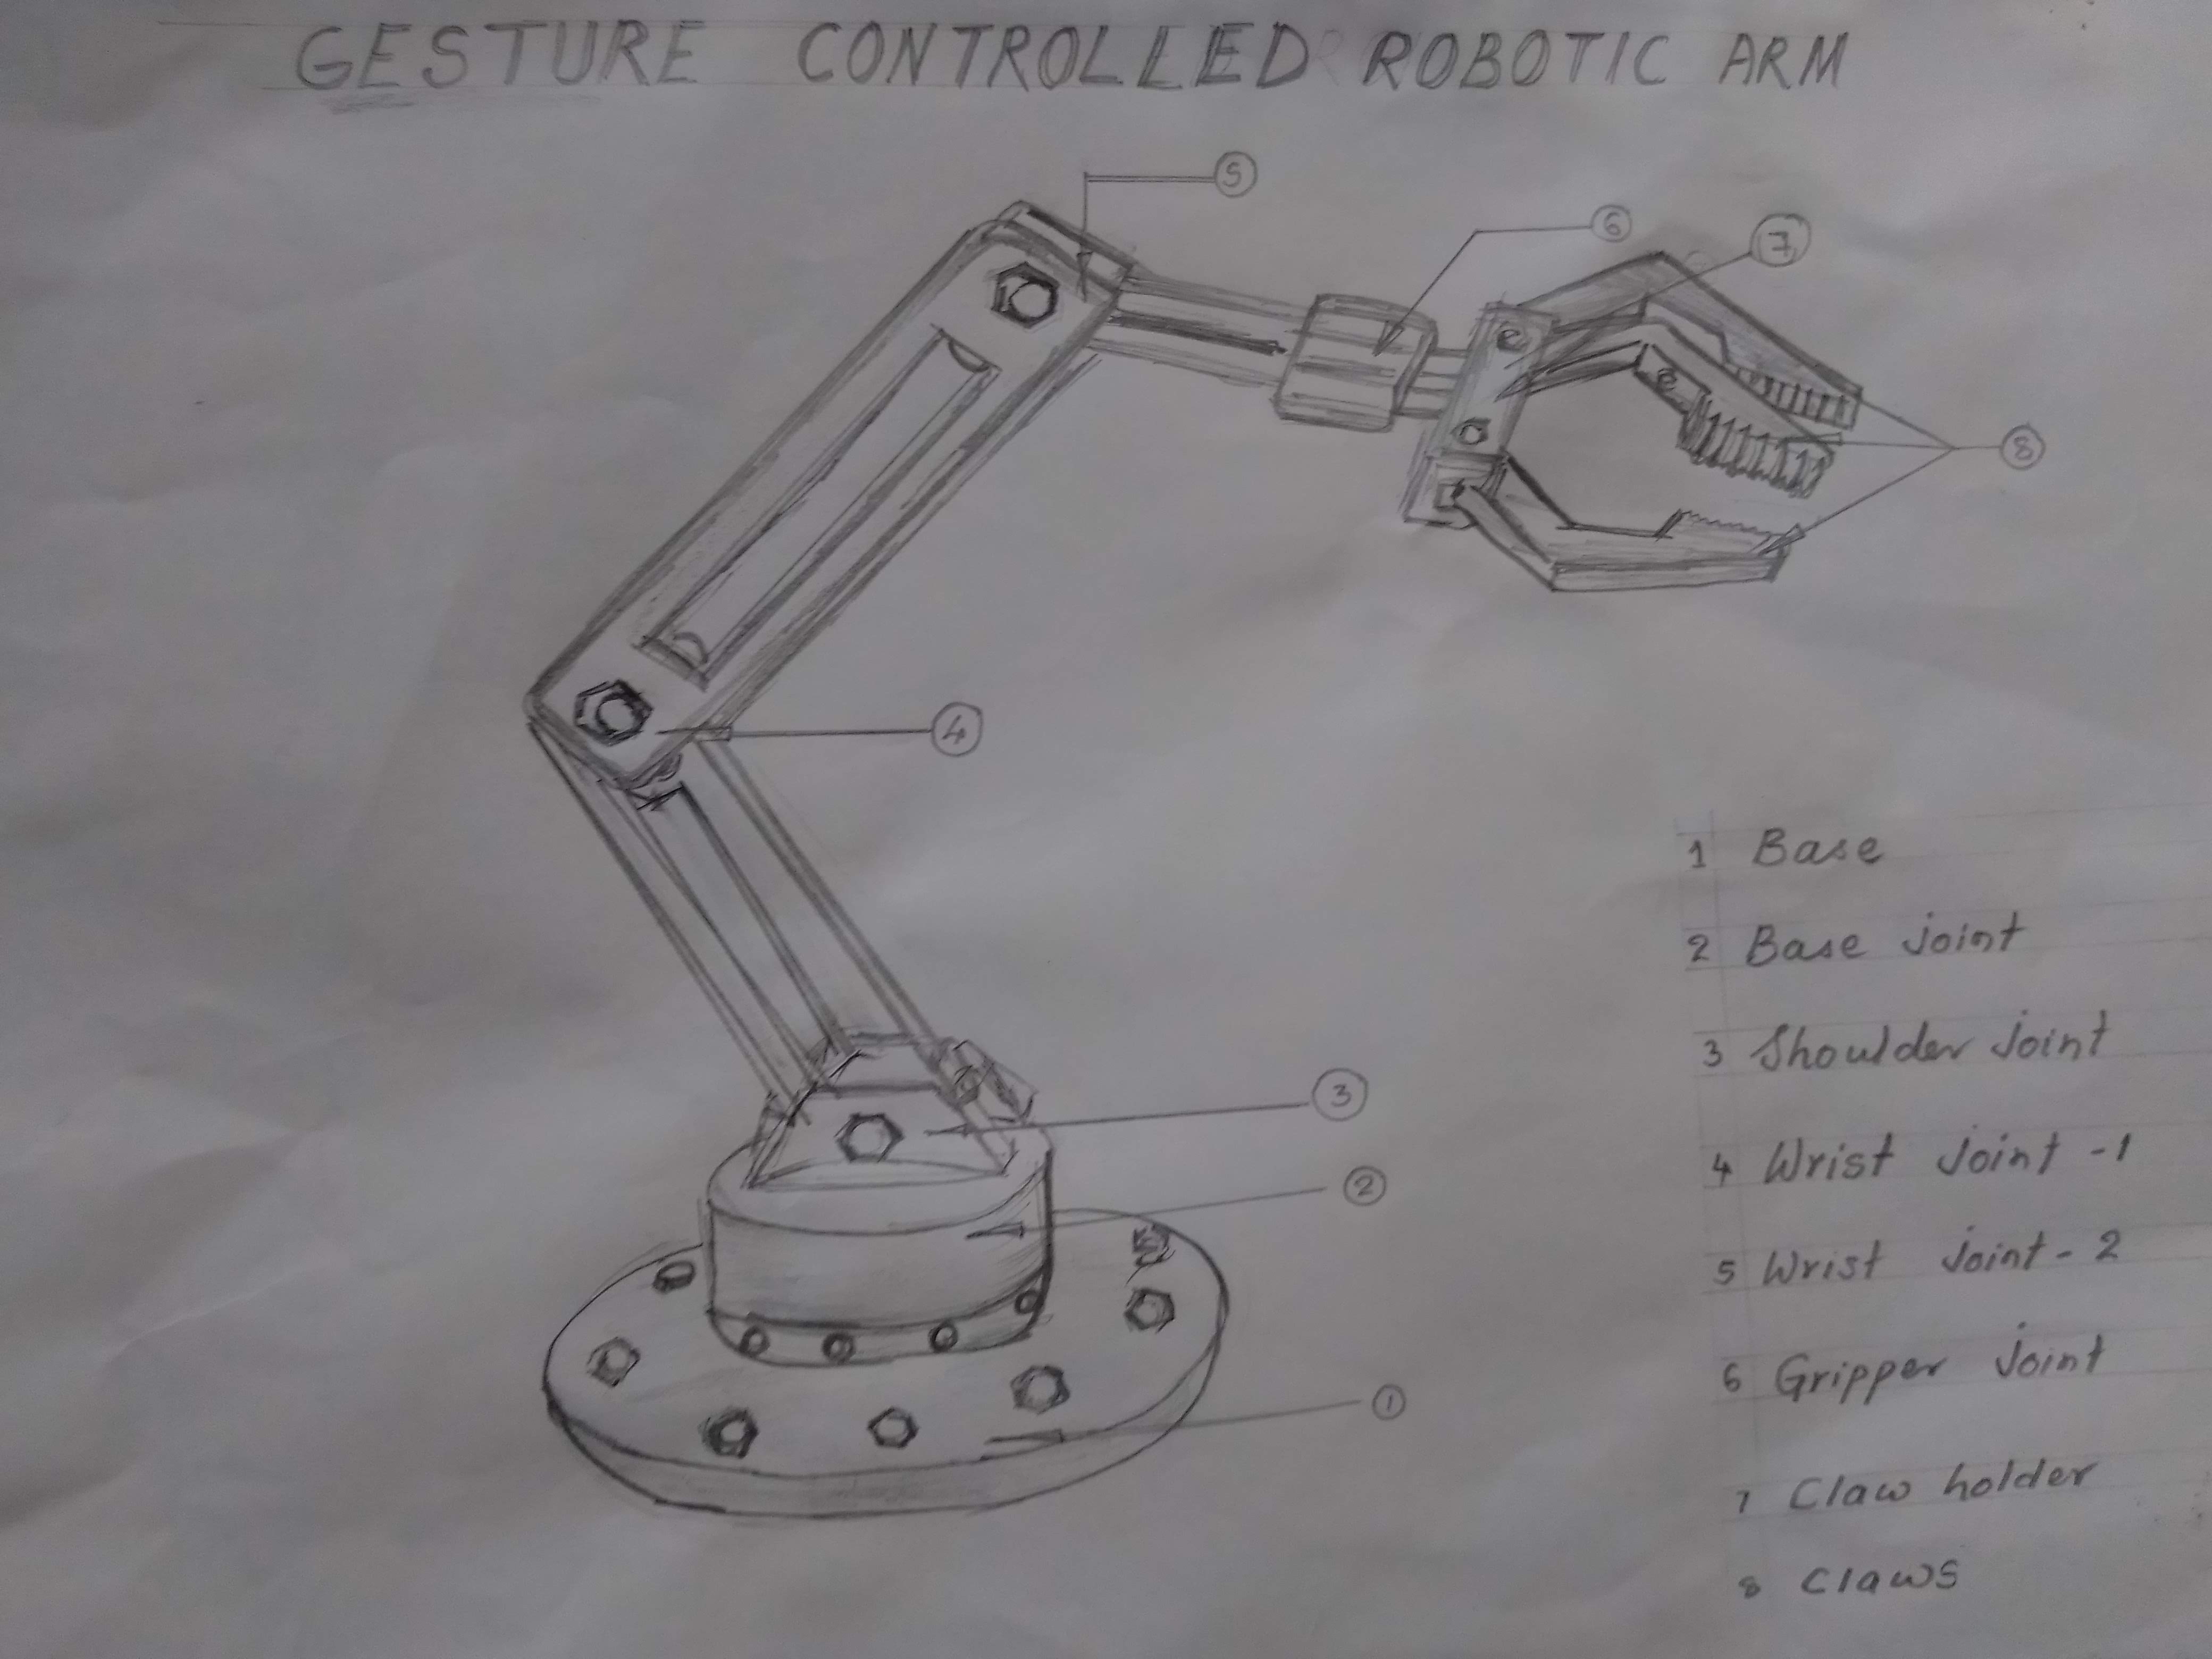 GESTURE CONTROLLED ROBOTIC ARM
5
6
7
8
4
3
2
1
1 Base
2 Base joint
3 Shoulder joint
4 Wrist joint -1
5 Wrist joint - 2
6 Gripper joint
7 Claw holder
8 Claws